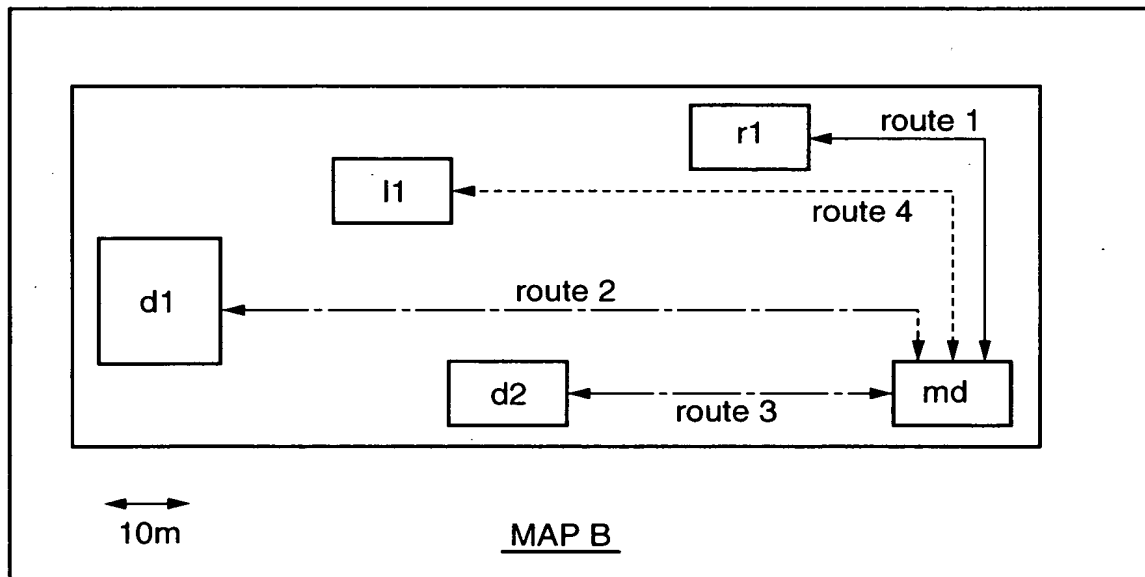 r1
route 1
l1
route 4
d1
route 2
d2
route 3
md
10m
MAP B